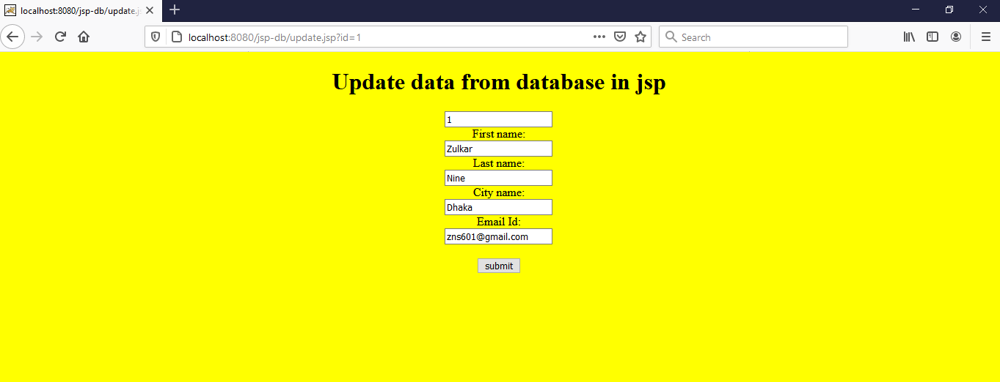 localhost:8080/jsp-db/update.js
localhost:8080/jsp-db/update.jsp?id=1
Search
Update data from database in jsp
1
First name:
Zulkar
Last name:
Nine
City name:
Dhaka
Email Id:
zns601@gmail.com
submit